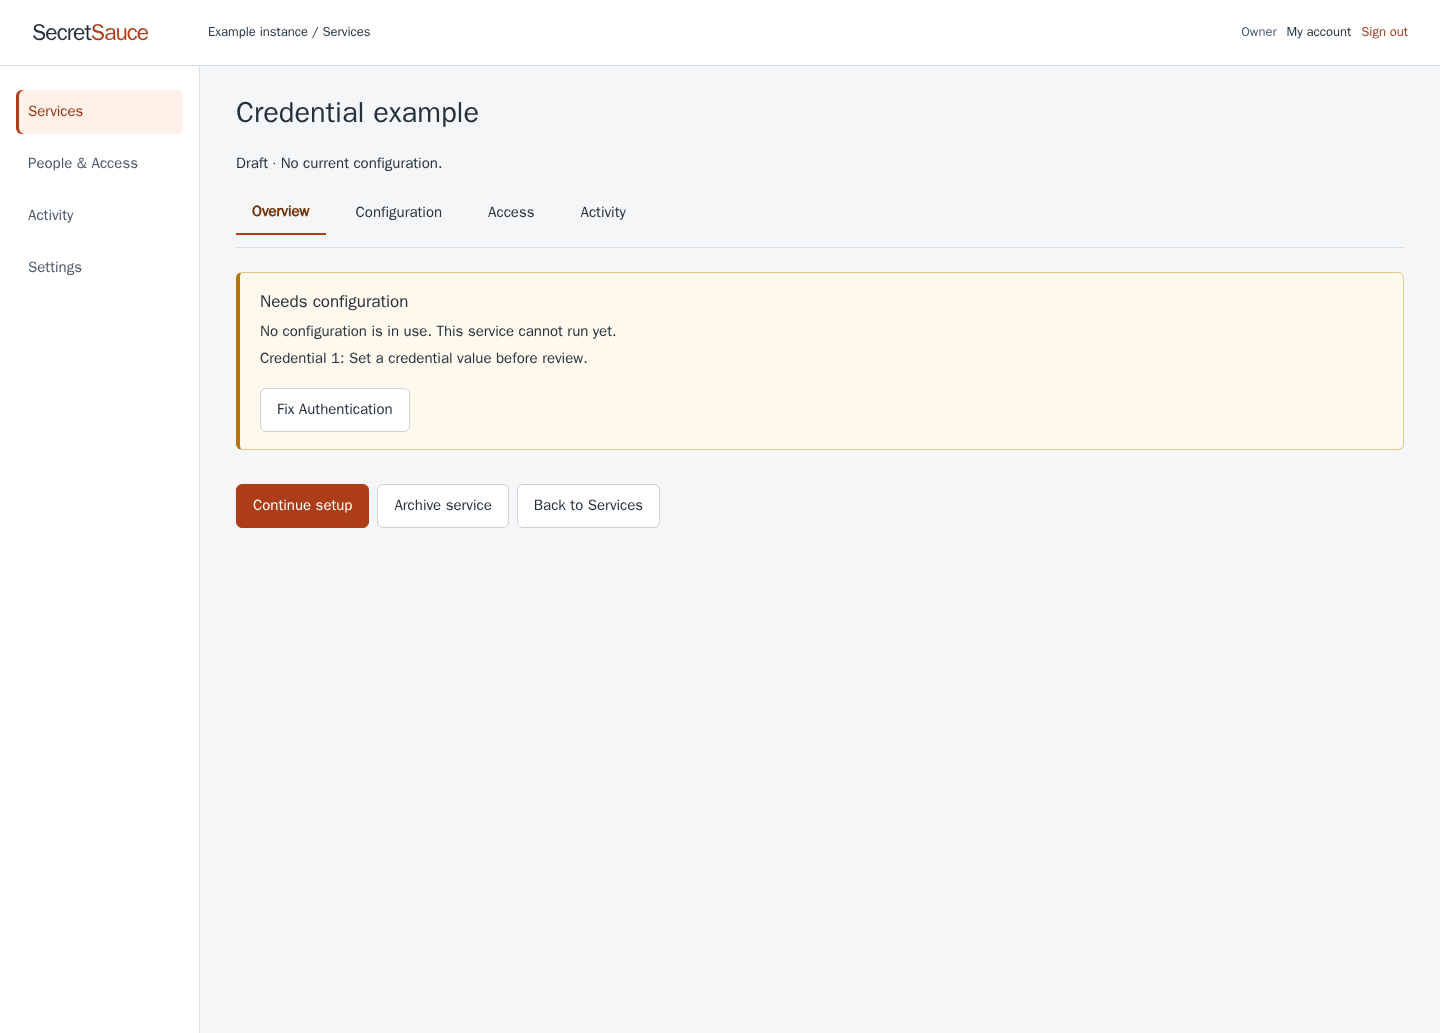 SecretSauce
Example instance / Services
Owner My account Sign out
Services
People & Access
Activity
Settings
Credential example
Draft · No current configuration.
Overview Configuration Access Activity
Needs configuration
No configuration is in use. This service cannot run yet.
Credential 1: Set a credential value before review.
Fix Authentication
Continue setup Archive service Back to Services